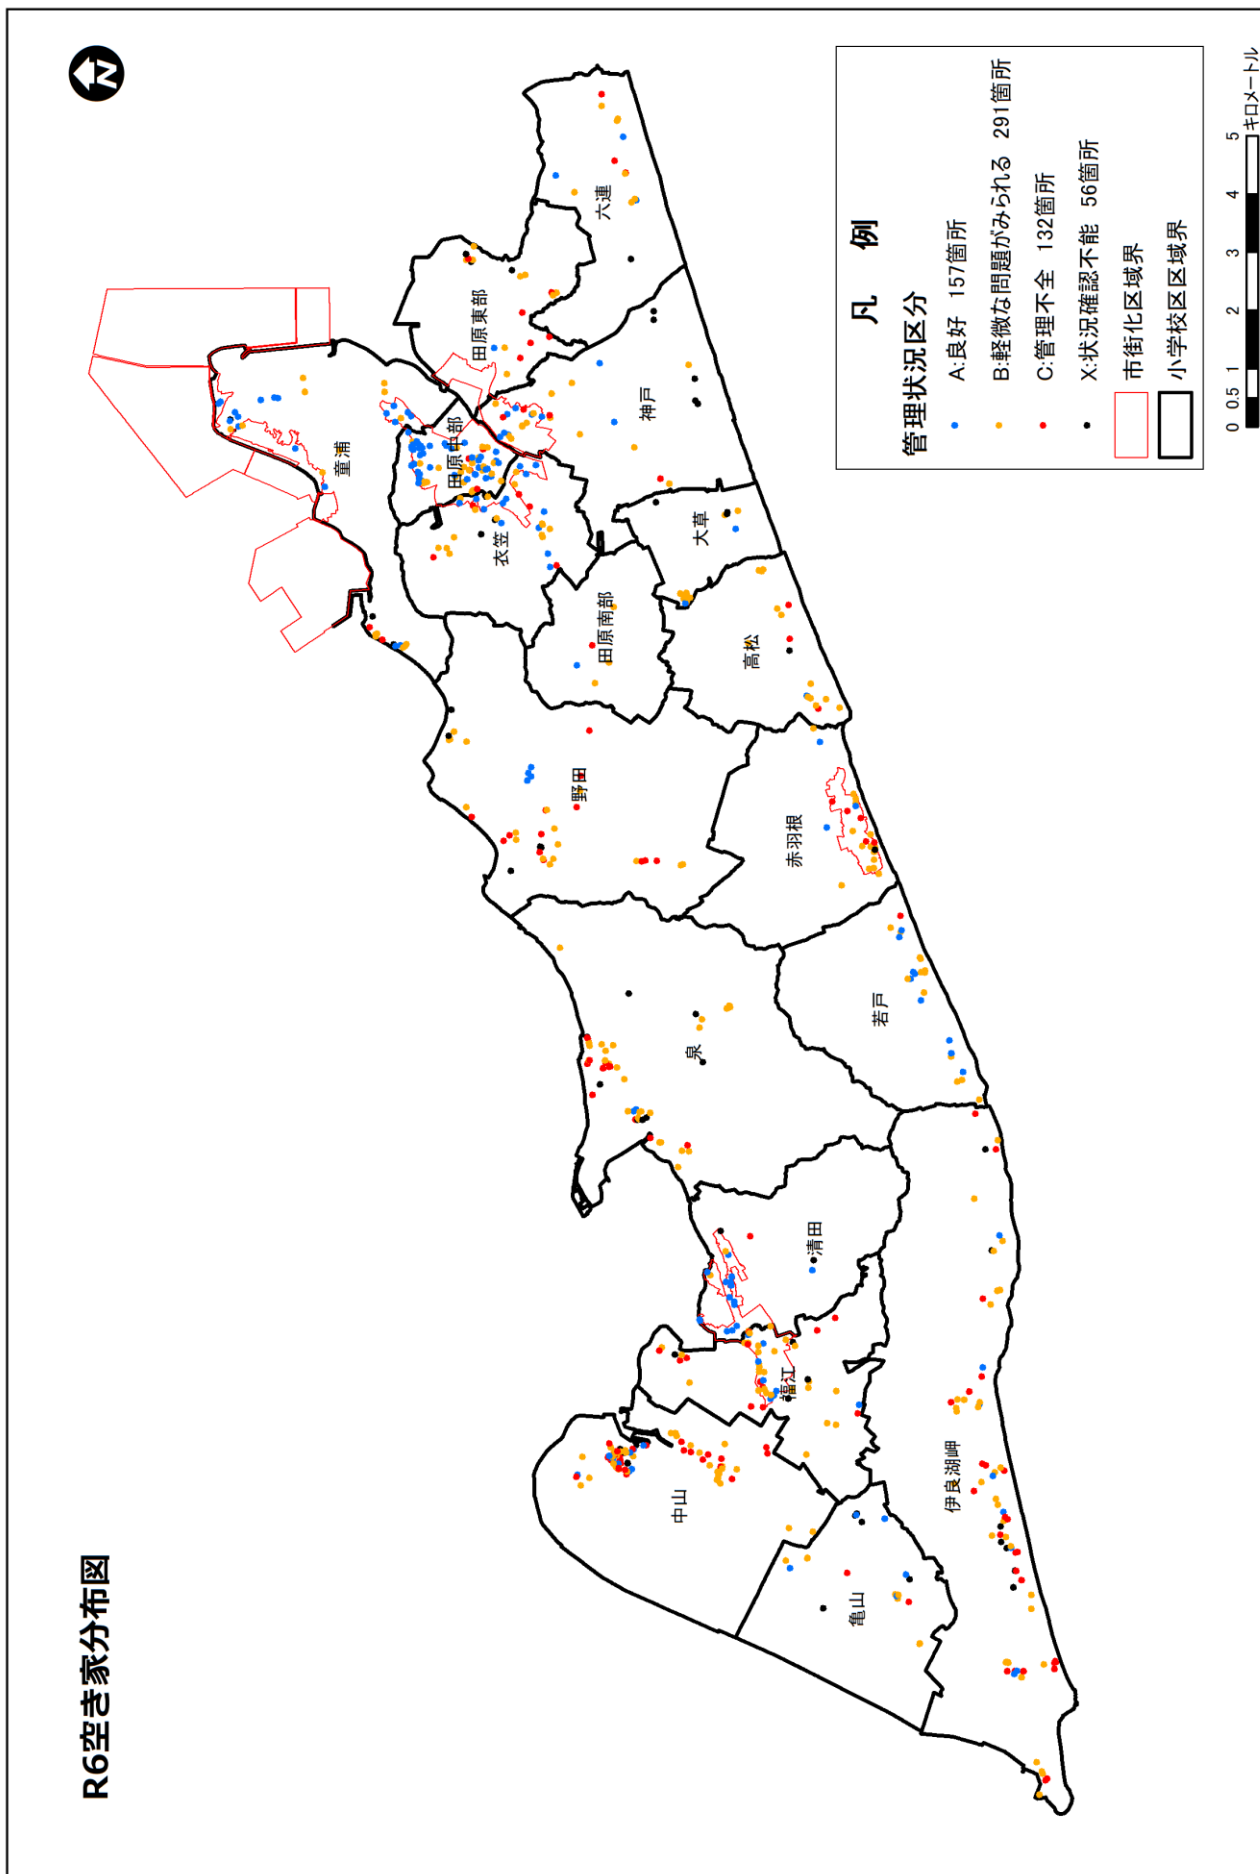 R6空き家分布図
N
童浦
田原東部
六連
田原中部
衣笠
神戸
田原南部
大草
野田
高松
赤羽根
泉
若戸
清田
福江
中山
亀山
伊良湖岬
凡 例
管理状況区分
A:良好 157箇所
B:軽微な問題がみられる 291箇所
C:管理不全 132箇所
X:状況確認不能 56箇所
市街化区域界
小学校区区域界
0 0.5 1 2 3 4 5
キロメートル